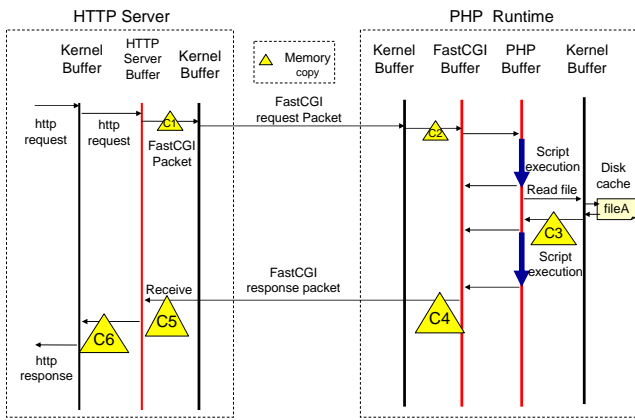 HTTP Server
PHP Runtime
Kernel
Buffer
HTTP
Server
Buffer
Kernel
Buffer
Memory
copy
Kernel
Buffer
FastCGI
Buffer
PHP
Buffer
Kernel
Buffer
http
request
http
request
C1
FastCGI
Packet
FastCGI
request Packet
C2
Script
execution
Read file
Disk
cache
fileA
C3
Script
execution
FastCGI
response packet
Receive
C4
C5
C6
http
response